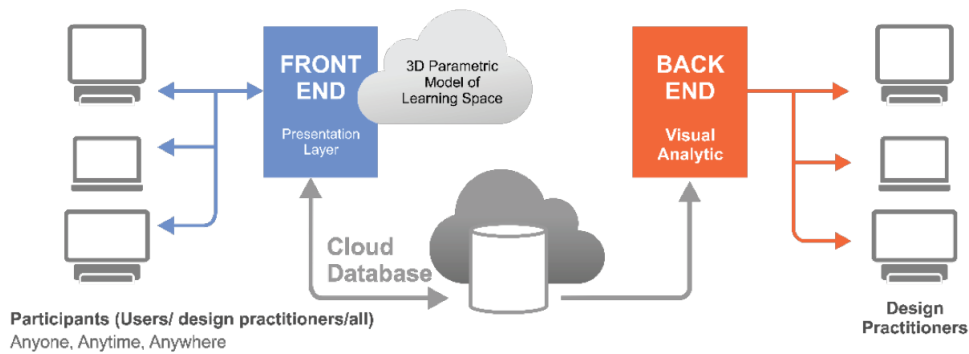 FRONT
END
Presentation
Layer
3D Parametric
Model of
Learning Space
BACK
END
Visual
Analytic
Cloud
Database
Participants (Users/ design practitioners/all)
Anyone, Anytime, Anywhere
Design
Practitioners